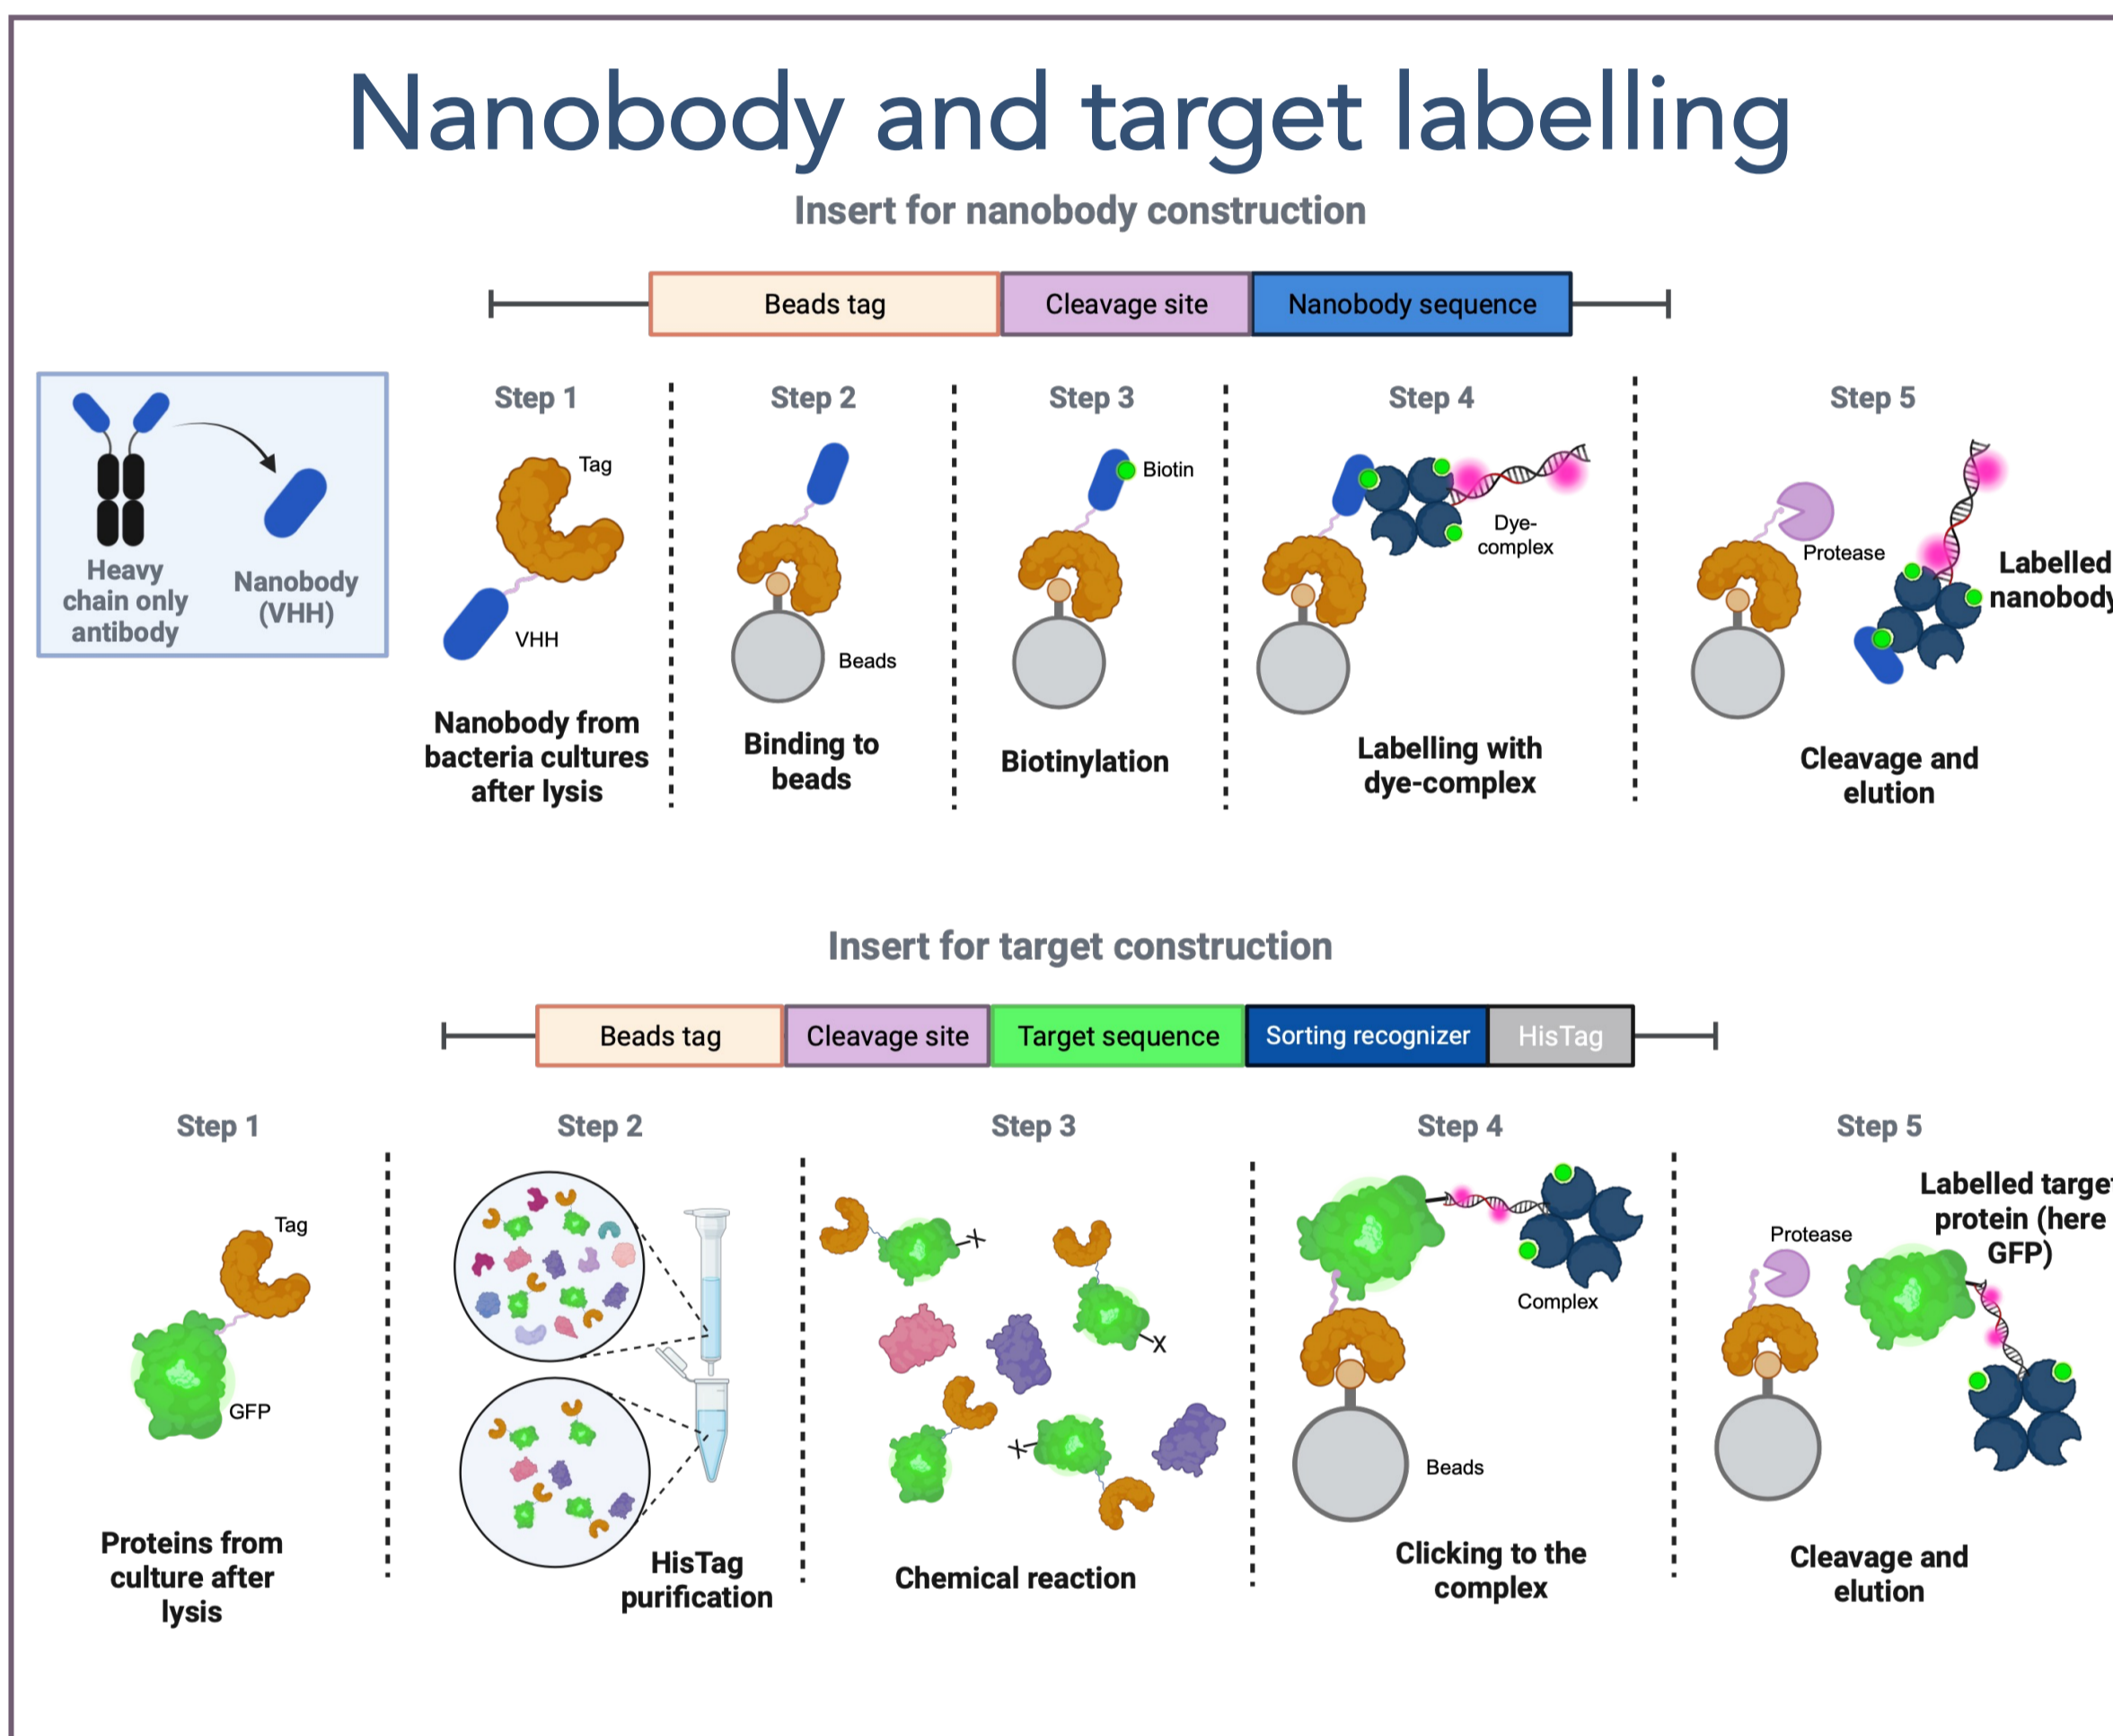 Nanobody and target labelling
Insert for nanobody construction
Beads tag
Cleavage site
Nanobody sequence
Heavy
chain only
antibody
Nanobody
(VHH)
Step 1
Tag
VHH
Nanobody from
bacteria cultures
after lysis
Step 2
Beads
Binding to
beads
Step 3
Biotin
Biotinylation
Step 4
Dye-
complex
Labelling with
dye-complex
Step 5
Protease
Labelled
nanobody
Cleavage and
elution
Insert for target construction
Beads tag
Cleavage site
Target sequence
Sorting recognizer
HisTag
Step 1
Tag
GFP
Proteins from
culture after
lysis
Step 2
HisTag
purification
Step 3
X
X
X
Chemical reaction
Step 4
Complex
Beads
Clicking to the
complex
Step 5
Labelled target
protein (here
GFP)
Protease
Cleavage and
elution